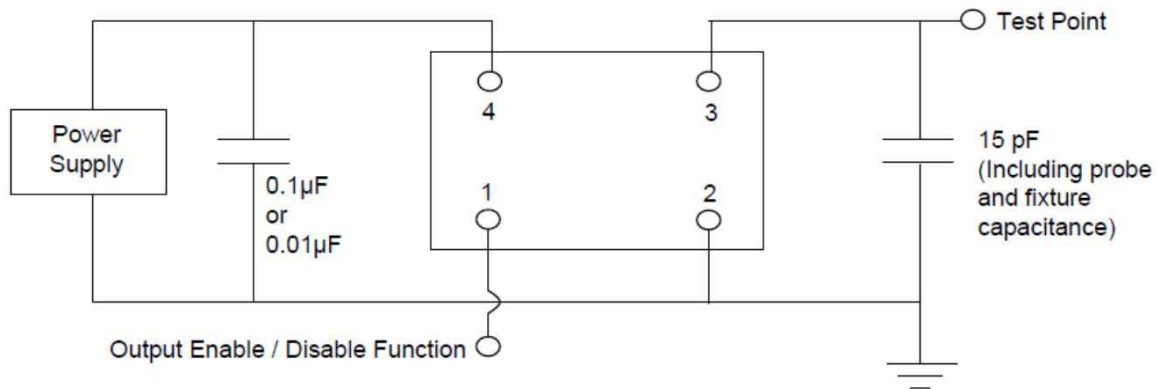 Test Point
4
3
Power
Supply
15 pF
(Including probe
and fixture
capacitance)
0.1µF
or
0.01µF
1
2
Output Enable / Disable Function